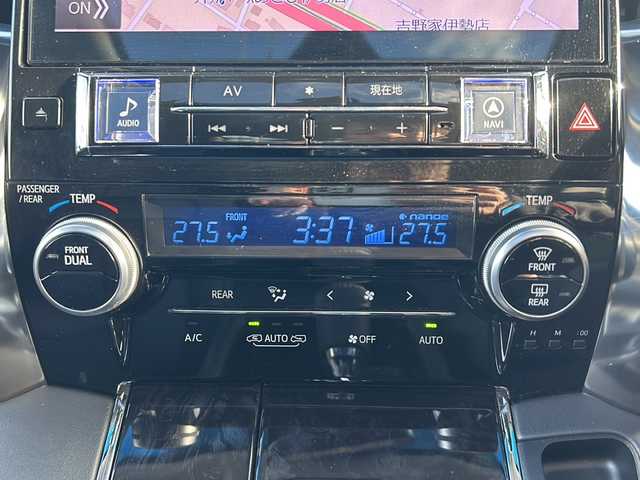 ON
吉野家伊勢店
AV * 現在地
AUDIO
NAVI
PASSENGER
/REAR
TEMP
TEMP
FRONT
DUAL
27.5
FRONT
3:37
nanoe
27.5
FRONT
REAR
REAR
H M :00
A/C
AUTO
OFF
AUTO